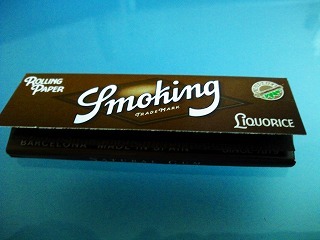 ROLLING
PAPER
Smoking
TRADE MARK
LIQUORICE
BARCELONA MADE IN SPAIN